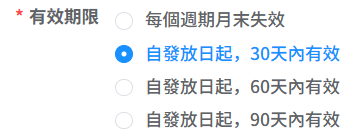 * 有效期限 每個週期月末失效
自發放日起，30天內有效
自發放日起，60天內有效
自發放日起，90天內有效